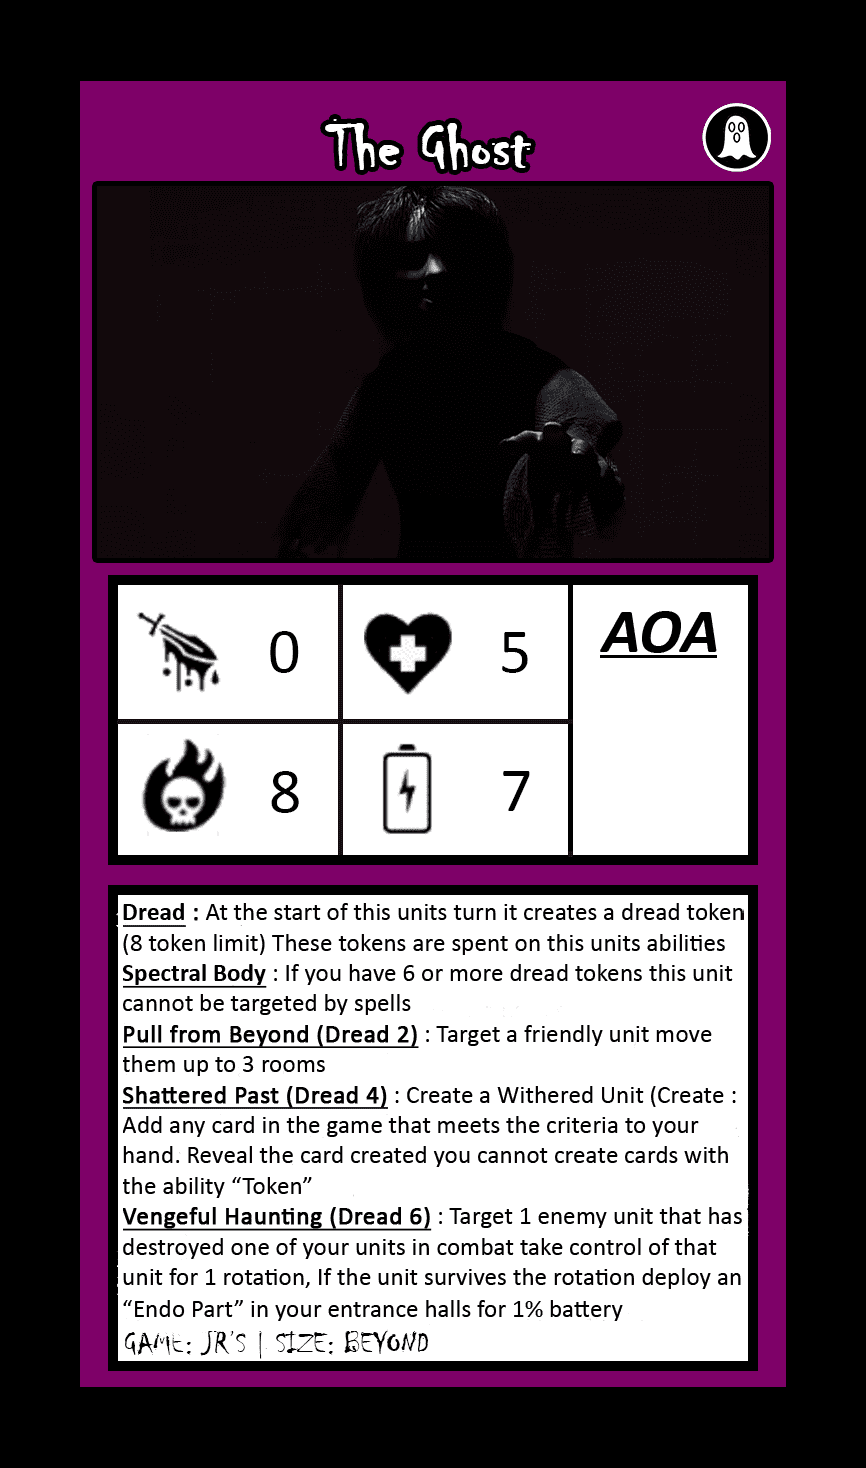 The Ghost
0
5
AOA
8
7
Dread : At the start of this units turn it creates a dread token
(8 token limit) These tokens are spent on this units abilities
Spectral Body : If you have 6 or more dread tokens this unit
cannot be targeted by spells
Pull from Beyond (Dread 2) : Target a friendly unit move
them up to 3 rooms
Shattered Past (Dread 4) : Create a Withered Unit (Create :
Add any card in the game that meets the criteria to your
hand. Reveal the card created you cannot create cards with
the ability “Token”
Vengeful Haunting (Dread 6) : Target 1 enemy unit that has
destroyed one of your units in combat take control of that
unit for 1 rotation, If the unit survives the rotation deploy an
“Endo Part” in your entrance halls for 1% battery
GAME: JR'S | SIZE: BEYOND